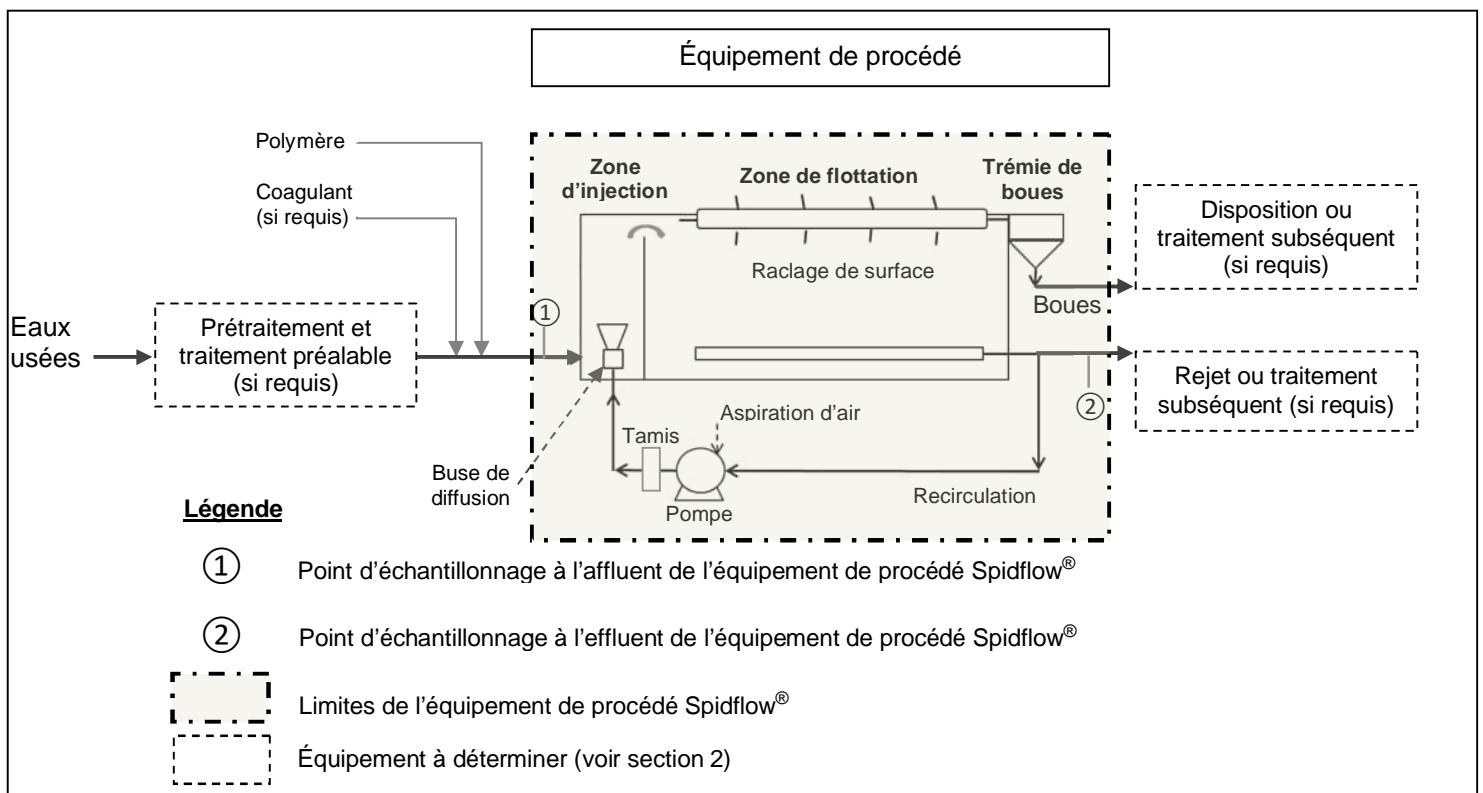 Équipement de procédé
Polymère
Coagulant
(si requis)
Zone
d'injection
Zone de flottation
Trémie de
boues
Raclage de surface
Boues
Disposition ou
traitement subséquent
(si requis)
Eaux
usées
Prétraitement et
traitement préalable
(si requis)
①
②
Rejet ou traitement
subséquent (si requis)
Aspiration d'air
Tamis
Pompe
Recirculation
Buse de
diffusion
Légende
① Point d'échantillonnage à l'affluent de l'équipement de procédé Spidflow®
② Point d'échantillonnage à l'effluent de l'équipement de procédé Spidflow®
Limites de l'équipement de procédé Spidflow®
Équipement à déterminer (voir section 2)